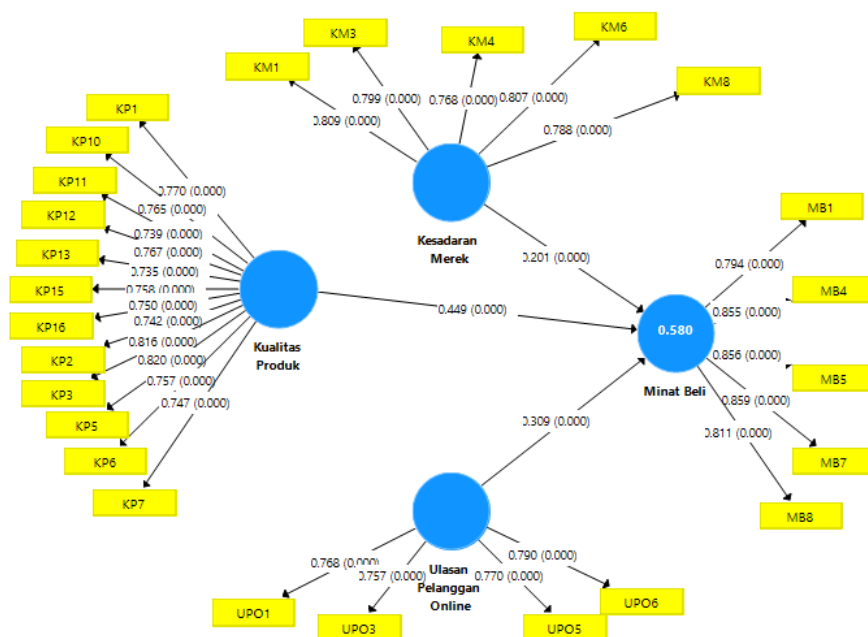 KM1
KM3
KM4
KM6
KM8
0.809 (0.000)
0.799 (0.000)
0.768 (0.000)
0.807 (0.000)
0.788 (0.000)
Kesadaran
Merek
KP1
KP10
KP11
KP12
KP13
KP15
KP16
KP2
KP3
KP5
KP6
KP7
0.770 (0.000)
0.765 (0.000)
0.739 (0.000)
0.767 (0.000)
0.735 (0.000)
0.758 (0.000)
0.750 (0.000)
0.742 (0.000)
0.816 (0.000)
0.820 (0.000)
0.757 (0.000)
0.747 (0.000)
Kualitas
Produk
0.201 (0.000)
0.449 (0.000)
0.309 (0.000)
0.580
Minat Beli
MB1
MB4
MB5
MB7
MB8
0.794 (0.000)
0.855 (0.000)
0.856 (0.000)
0.859 (0.000)
0.811 (0.000)
Ulasan
Pelanggan
Online
0.768 (0.000)
0.757 (0.000)
0.770 (0.000)
0.790 (0.000)
UPO1
UPO3
UPO5
UPO6